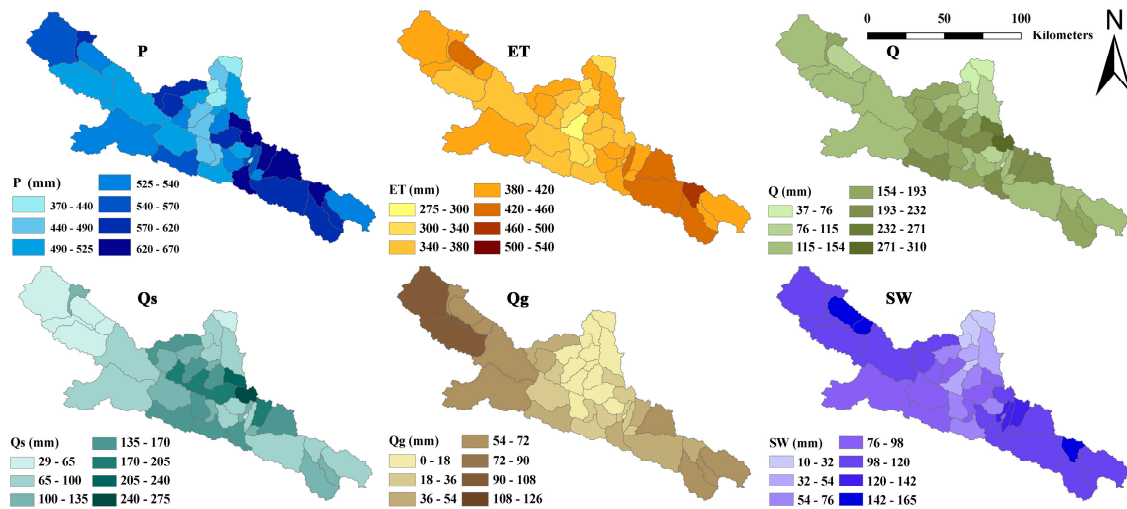 P
ET
Q
0 50 100
Kilometers
N
P (mm)
370 - 440
440 - 490
490 - 525
525 - 540
540 - 570
570 - 620
620 - 670
ET (mm)
275 - 300
300 - 340
340 - 380
380 - 420
420 - 460
460 - 500
500 - 540
Q (mm)
37 - 76
76 - 115
115 - 154
154 - 193
193 - 232
232 - 271
271 - 310
Qs
Qg
SW
Qs (mm)
29 - 65
65 - 100
100 - 135
135 - 170
170 - 205
205 - 240
240 - 275
Qg (mm)
0 - 18
18 - 36
36 - 54
54 - 72
72 - 90
90 - 108
108 - 126
SW (mm)
10 - 32
32 - 54
54 - 76
76 - 98
98 - 120
120 - 142
142 - 165